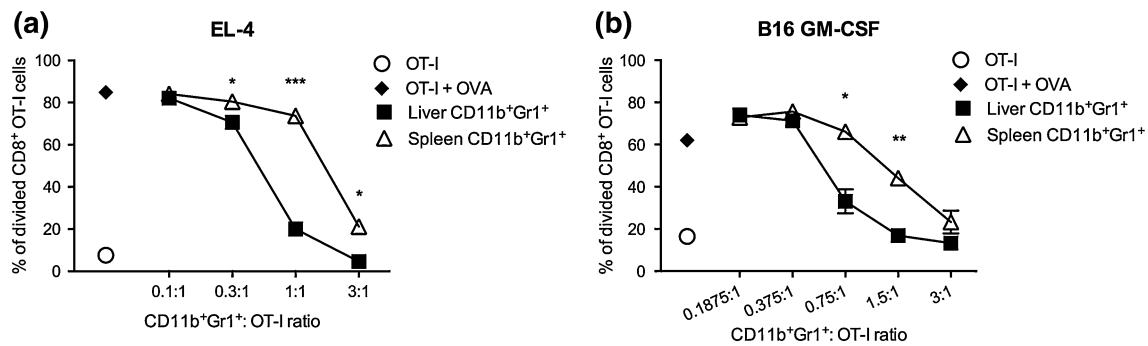 (a)
EL-4
% of divided CD8+ OT-I cells
100
80
60
40
20
0
*
***
*
0.1:1
0.3:1
1:1
3:1
CD11b+Gr1+: OT-I ratio
OT-I
OT-I + OVA
Liver CD11b+Gr1+
Spleen CD11b+Gr1+
(b)
B16 GM-CSF
% of divided CD8+ OT-I cells
100
80
60
40
20
0
*
**
0.1875:1
0.375:1
0.75:1
1.5:1
3:1
CD11b+Gr1+: OT-I ratio
OT-I
OT-I + OVA
Liver CD11b+Gr1+
Spleen CD11b+Gr1+